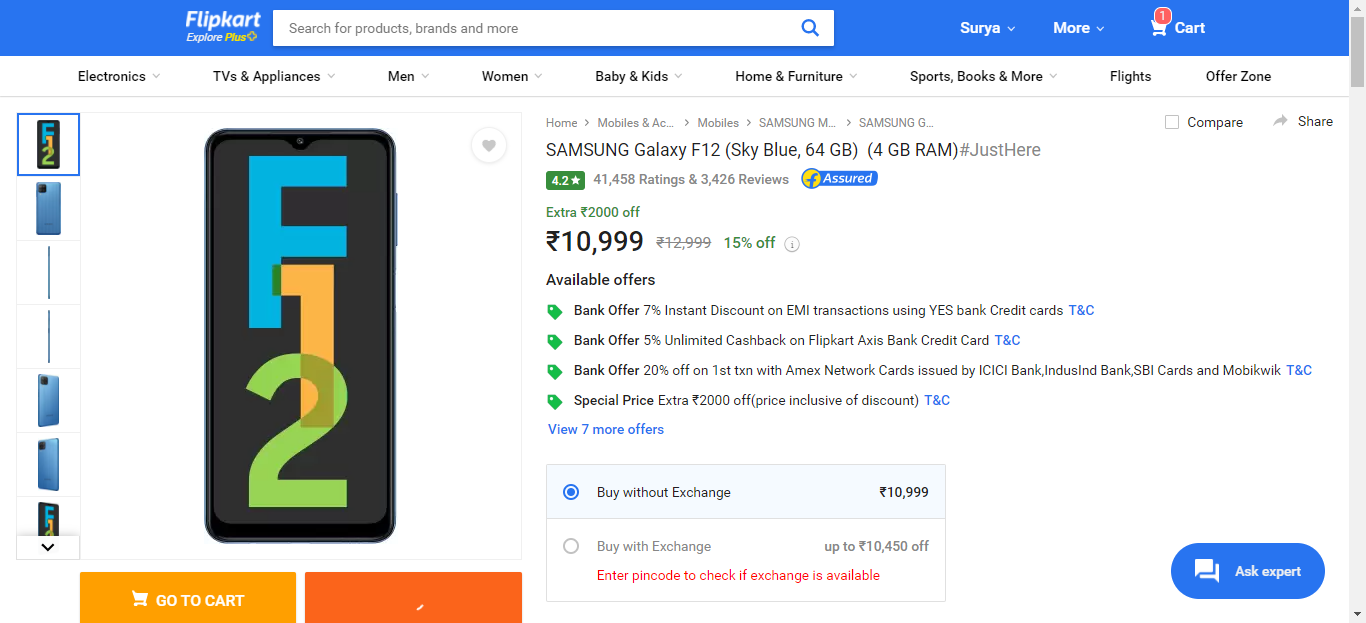 Flipkart
Explore Plus
Search for products, brands and more
Surya
More
1
Cart
Electronics
TVs & Appliances
Men
Women
Baby & Kids
Home & Furniture
Sports, Books & More
Flights
Offer Zone
Home
Mobiles & Ac...
Mobiles
SAMSUNG M...
SAMSUNG G...
Compare
Share
SAMSUNG Galaxy F12 (Sky Blue, 64 GB) (4 GB RAM)#JustHere
4.2★ 41,458 Ratings & 3,426 Reviews
f Assured
Extra ₹2000 off
₹10,999 ₹12,999 15% off i
Available offers
Bank Offer 7% Instant Discount on EMI transactions using YES bank Credit cards T&C
Bank Offer 5% Unlimited Cashback on Flipkart Axis Bank Credit Card T&C
Bank Offer 20% off on 1st txn with Amex Network Cards issued by ICICI Bank,IndusInd Bank,SBI Cards and Mobikwik T&C
Special Price Extra ₹2000 off(price inclusive of discount) T&C
View 7 more offers
Buy without Exchange ₹10,999
Buy with Exchange up to ₹10,450 off
Enter pincode to check if exchange is available
F12
GO TO CART
Ask expert